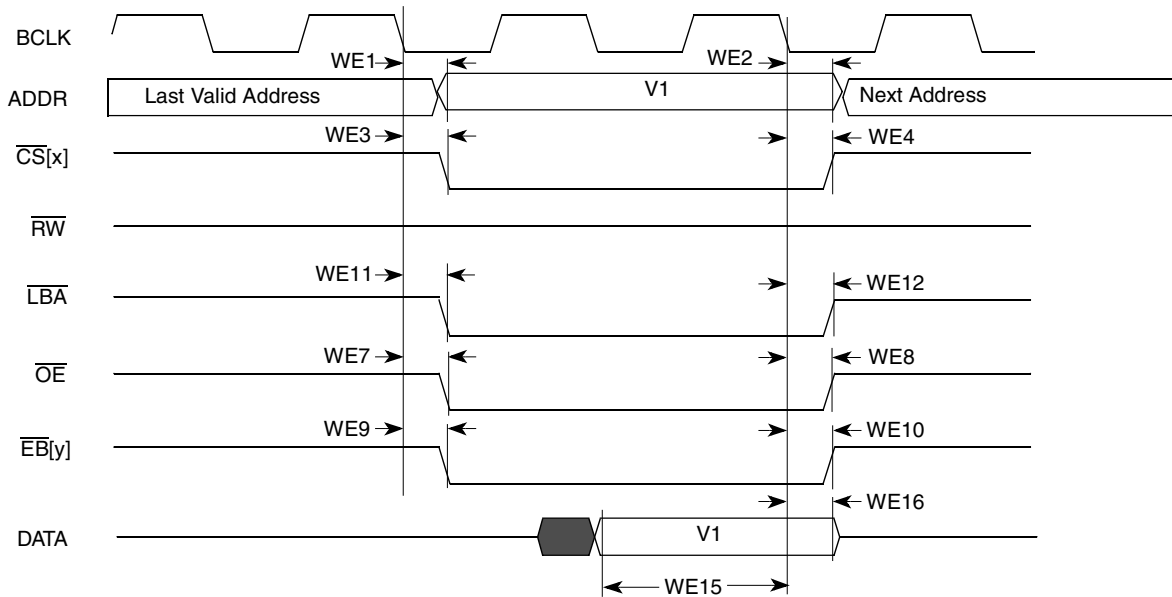 BCLK
WE1
WE2
ADDR
Last Valid Address
V1
Next Address
WE3
WE4
CS[x]
RW
WE11
WE12
LBA
WE7
WE8
OE
WE9
WE10
EB[y]
WE16
DATA
V1
WE15